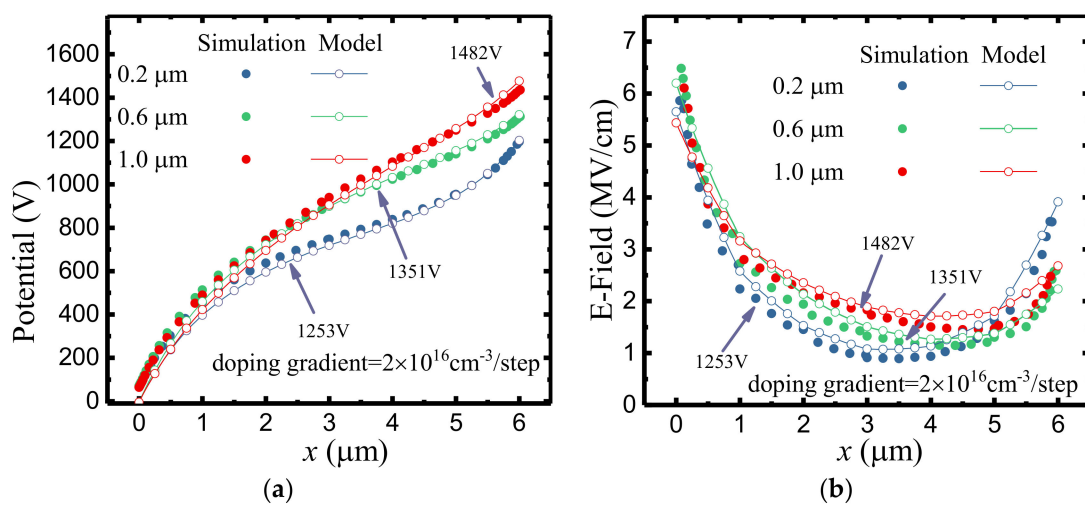 Simulation Model
0.2 μm
0.6 μm
1.0 μm
1482V
1351V
1253V
doping gradient=2×10¹⁶cm⁻³/step
Potential (V)
1600
1400
1200
1000
800
600
400
200
0
0 1 2 3 4 5 6
x (μm)
(a)
Simulation Model
0.2 μm
0.6 μm
1.0 μm
1482V
1351V
1253V
doping gradient=2×10¹⁶cm⁻³/step
E-Field (MV/cm)
7
6
5
4
3
2
1
0
0 1 2 3 4 5 6
x (μm)
(b)